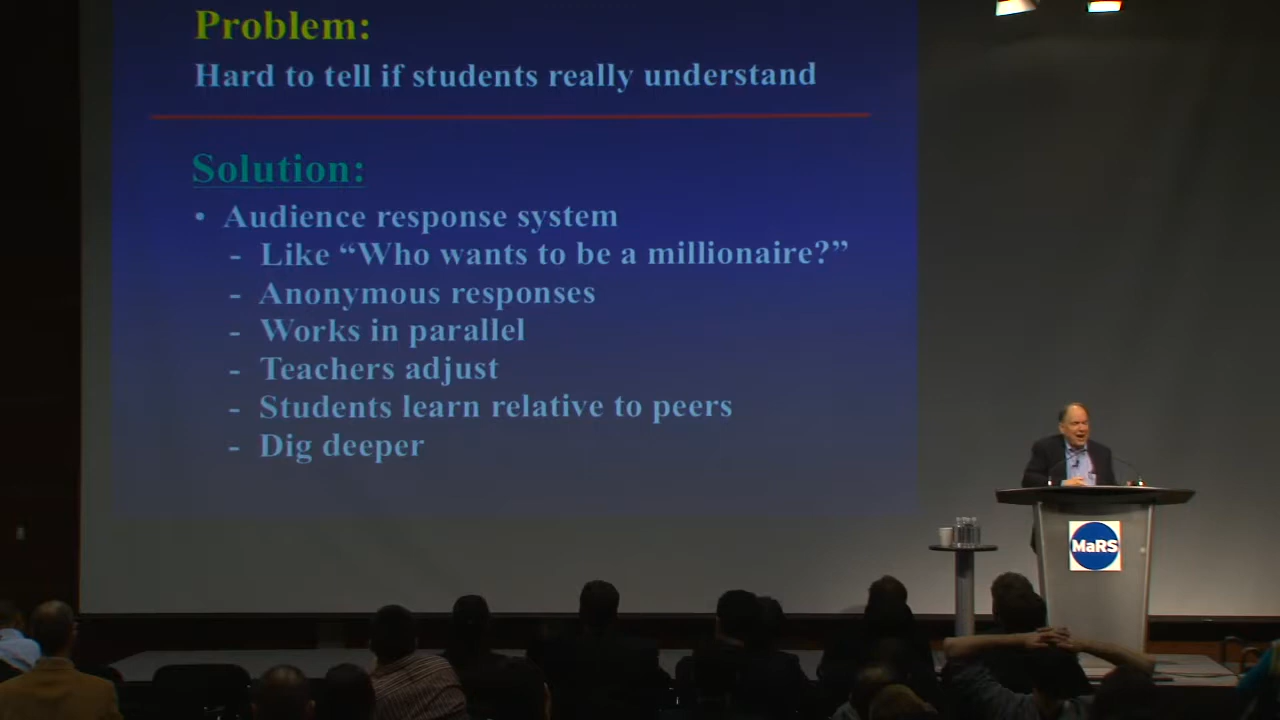 Problem:
Hard to tell if students really understand
Solution:
• Audience response system
- Like “Who wants to be a millionaire?”
- Anonymous responses
- Works in parallel
- Teachers adjust
- Students learn relative to peers
- Dig deeper
MaRS